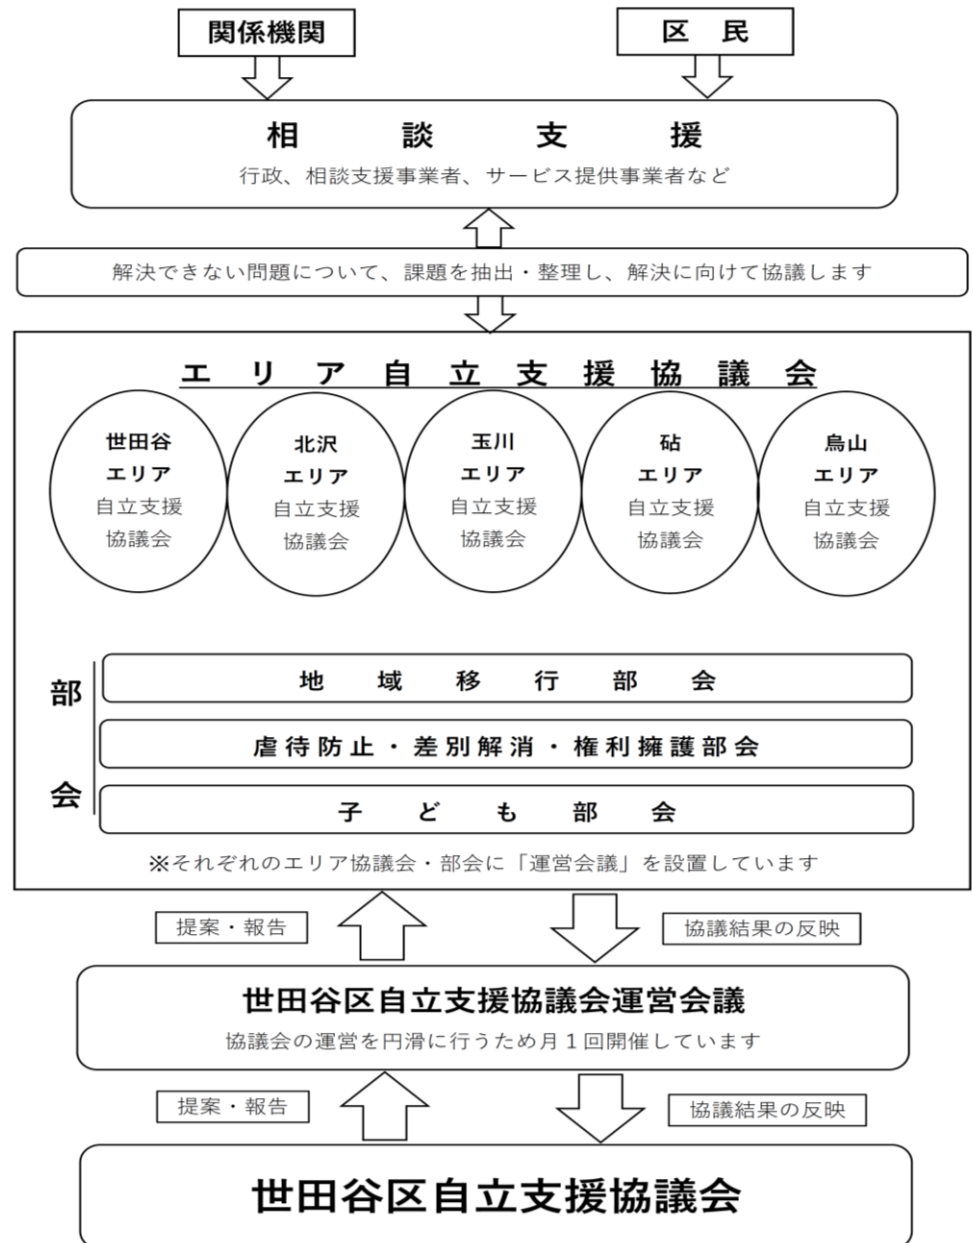 関係機関
区民
相談支援
行政、相談支援事業者、サービス提供事業者など
解決できない問題について、課題を抽出・整理し、解決に向けて協議します
エリア自立支援協議会
世田谷
エリア
自立支援
協議会
北沢
エリア
自立支援
協議会
玉川
エリア
自立支援
協議会
砧
エリア
自立支援
協議会
烏山
エリア
自立支援
協議会
部会
地域移行部会
虐待防止・差別解消・権利擁護部会
子ども部会
※それぞれのエリア協議会・部会に「運営会議」を設置しています
提案・報告
協議結果の反映
世田谷区自立支援協議会運営会議
協議会の運営を円滑に行うため月１回開催しています
提案・報告
協議結果の反映
世田谷区自立支援協議会